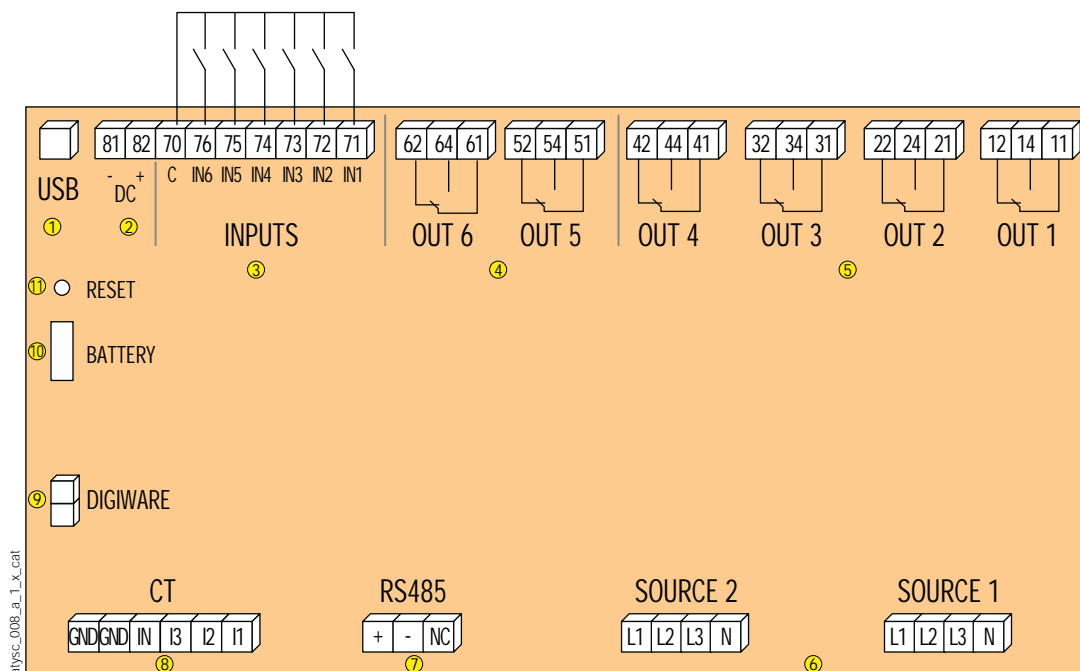 81 82 70 76 75 74 73 72 71
62 64 61
52 54 51
42 44 41
32 34 31
22 24 21
12 14 11
USB
- DC +
C IN6 IN5 IN4 IN3 IN2 IN1
1
2
INPUTS
OUT 6
OUT 5
OUT 4
OUT 3
OUT 2
OUT 1
3
4
5
11 RESET
10 BATTERY
9 DIGIWARE
CT
RS485
SOURCE 2
SOURCE 1
GND GND IN I3 I2 I1
+ - NC
L1 L2 L3 N
L1 L2 L3 N
8
7
6
atysc_008_a_1_x_cat